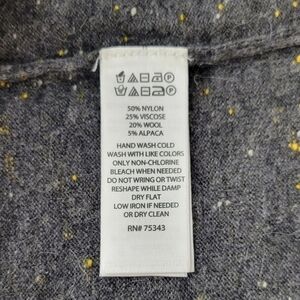 50% NYLON
25% VISCOSE
20% WOOL
5% ALPACA
HAND WASH COLD
WASH WITH LIKE COLORS
ONLY NON-CHLORINE
BLEACH WHEN NEEDED
DO NOT WRING OR TWIST
RESHAPE WHILE DAMP
DRY FLAT
LOW IRON IF NEEDED
OR DRY CLEAN
RN# 75343